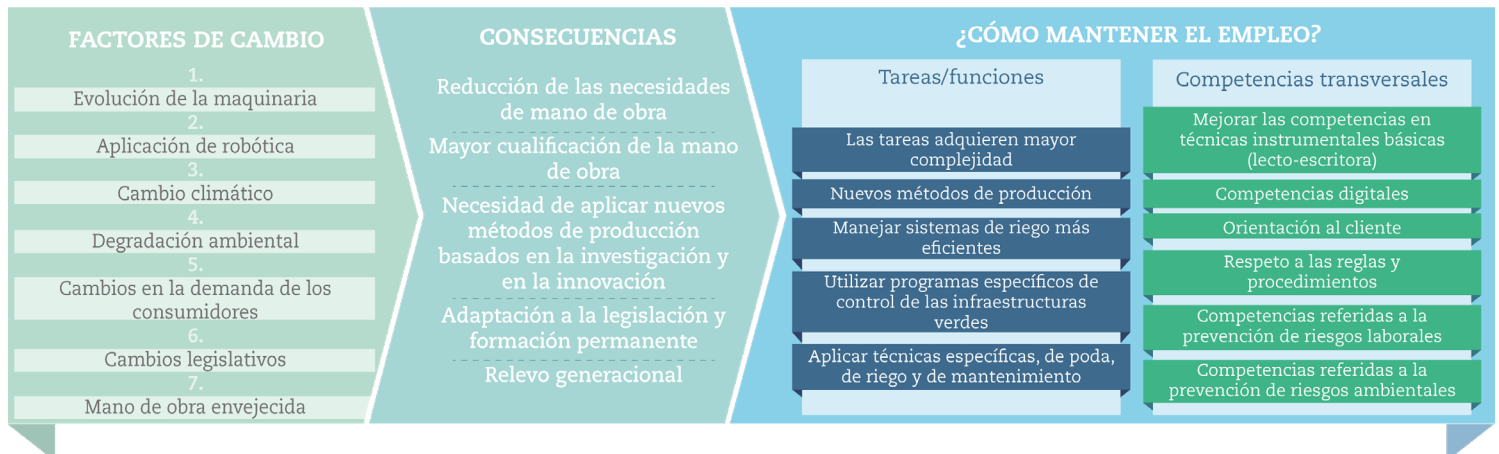 FACTORES DE CAMBIO
1.
Evolución de la maquinaria
2.
Aplicación de robótica
3.
Cambio climático
4.
Degradación ambiental
5.
Cambios en la demanda de los
consumidores
6.
Cambios legislativos
7.
Mano de obra envejecida
CONSECUENCIAS
Reducción de las necesidades
de mano de obra
Mayor cualificación de la mano
de obra
Necesidad de aplicar nuevos
métodos de producción
basados en la investigación y
en la innovación
Adaptación a la legislación y
formación permanente
Relevo generacional
¿CÓMO MANTENER EL EMPLEO?
Tareas/funciones
Las tareas adquieren mayor
complejidad
Nuevos métodos de producción
Manejar sistemas de riego más
eficientes
Utilizar programas específicos de
control de las infraestructuras
verdes
Aplicar técnicas específicas, de poda,
de riego y de mantenimiento
Competencias transversales
Mejorar las competencias en
técnicas instrumentales básicas
(lecto-escritora)
Competencias digitales
Orientación al cliente
Respeto a las reglas y
procedimientos
Competencias referidas a la
prevención de riesgos laborales
Competencias referidas a la
prevención de riesgos ambientales